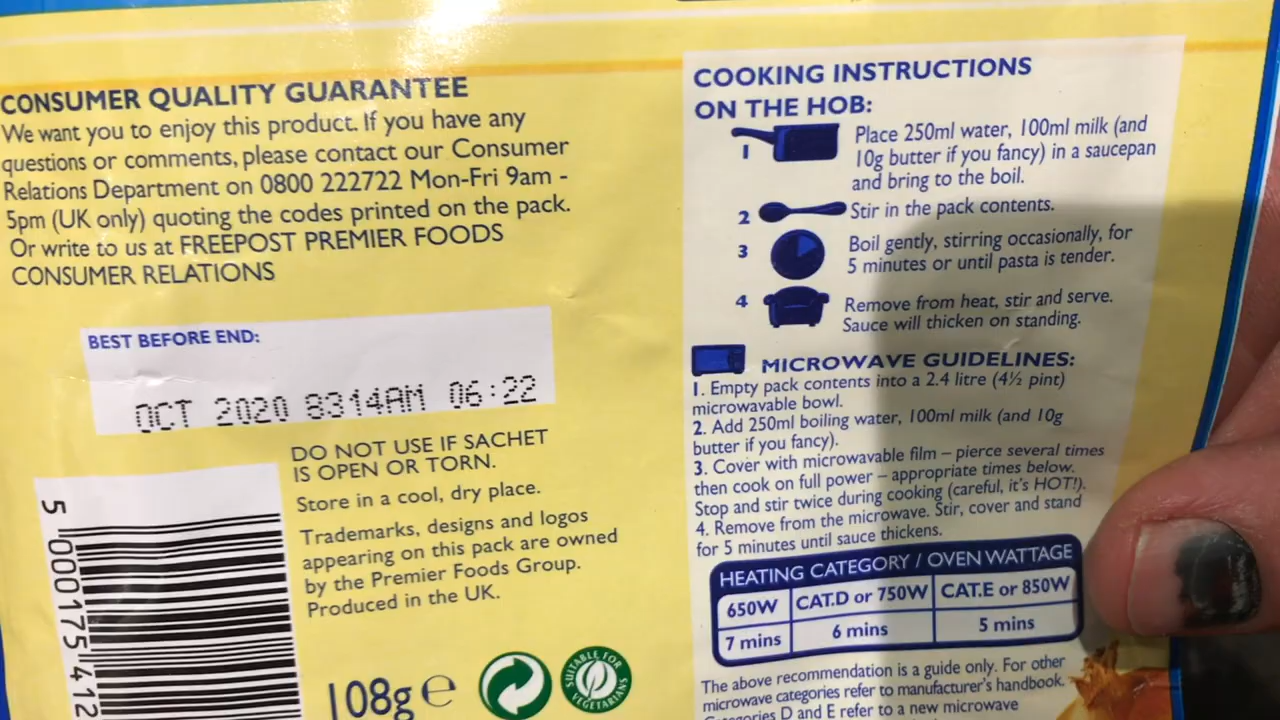 CONSUMER QUALITY GUARANTEE
We want you to enjoy this product. If you have any
questions or comments, please contact our Consumer
Relations Department on 0800 222722 Mon-Fri 9am -
5pm (UK only) quoting the codes printed on the pack.
Or write to us at FREEPOST PREMIER FOODS
CONSUMER RELATIONS
BEST BEFORE END:
OCT 2020 8314AM 06:22
DO NOT USE IF SACHET
IS OPEN OR TORN.
Store in a cool, dry place.
Trademarks, designs and logos
appearing on this pack are owned
by the Premier Foods Group.
Produced in the UK.
5 000175 412
108g e
SUITABLE FOR
VEGETARIANS
COOKING INSTRUCTIONS
ON THE HOB:
1 Place 250ml water, 100ml milk (and
10g butter if you fancy) in a saucepan
and bring to the boil.
2 Stir in the pack contents.
3 Boil gently, stirring occasionally, for
5 minutes or until pasta is tender.
4 Remove from heat, stir and serve.
Sauce will thicken on standing.
MICROWAVE GUIDELINES:
1. Empty pack contents into a 2.4 litre (4½ pint)
microwavable bowl.
2. Add 250ml boiling water, 100ml milk (and 10g
butter if you fancy).
3. Cover with microwavable film – pierce several times
then cook on full power – appropriate times below.
Stop and stir twice during cooking (careful, it's HOT!).
4. Remove from the microwave. Stir, cover and stand
for 5 minutes until sauce thickens.
HEATING CATEGORY / OVEN WATTAGE
650W CAT.D or 750W CAT.E or 850W
7 mins 6 mins 5 mins
The above recommendation is a guide only. For other
microwave categories refer to manufacturer's handbook.
Categories D and E refer to a new microwave